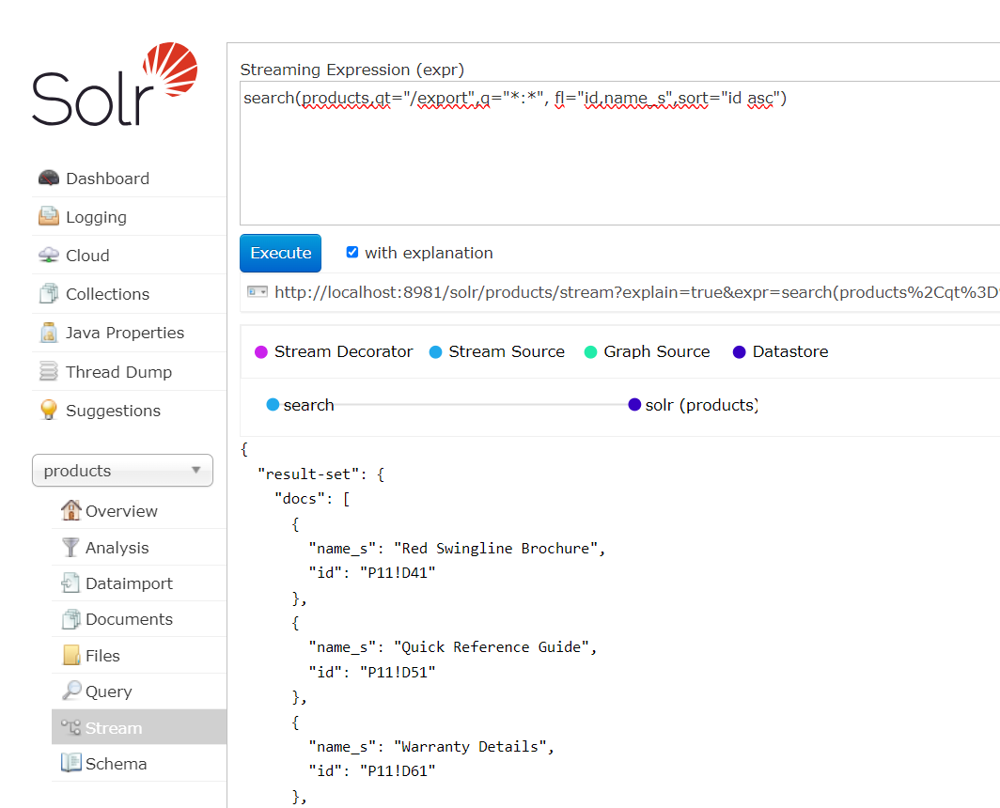 Solr
Dashboard
Logging
Cloud
Collections
Java Properties
Thread Dump
Suggestions
products
Overview
Analysis
Dataimport
Documents
Files
Query
Stream
Schema
Streaming Expression (expr)
search(products,qt="/export",q="*:*", fl="id,name_s",sort="id asc")
Execute
with explanation
http://localhost:8981/solr/products/stream?explain=true&expr=search(products%2Cqt%3D
Stream Decorator Stream Source Graph Source Datastore
search solr (products)
{
"result-set": {
"docs": [
{
"name_s": "Red Swingline Brochure",
"id": "P11!D41"
},
{
"name_s": "Quick Reference Guide",
"id": "P11!D51"
},
{
"name_s": "Warranty Details",
"id": "P11!D61"
},